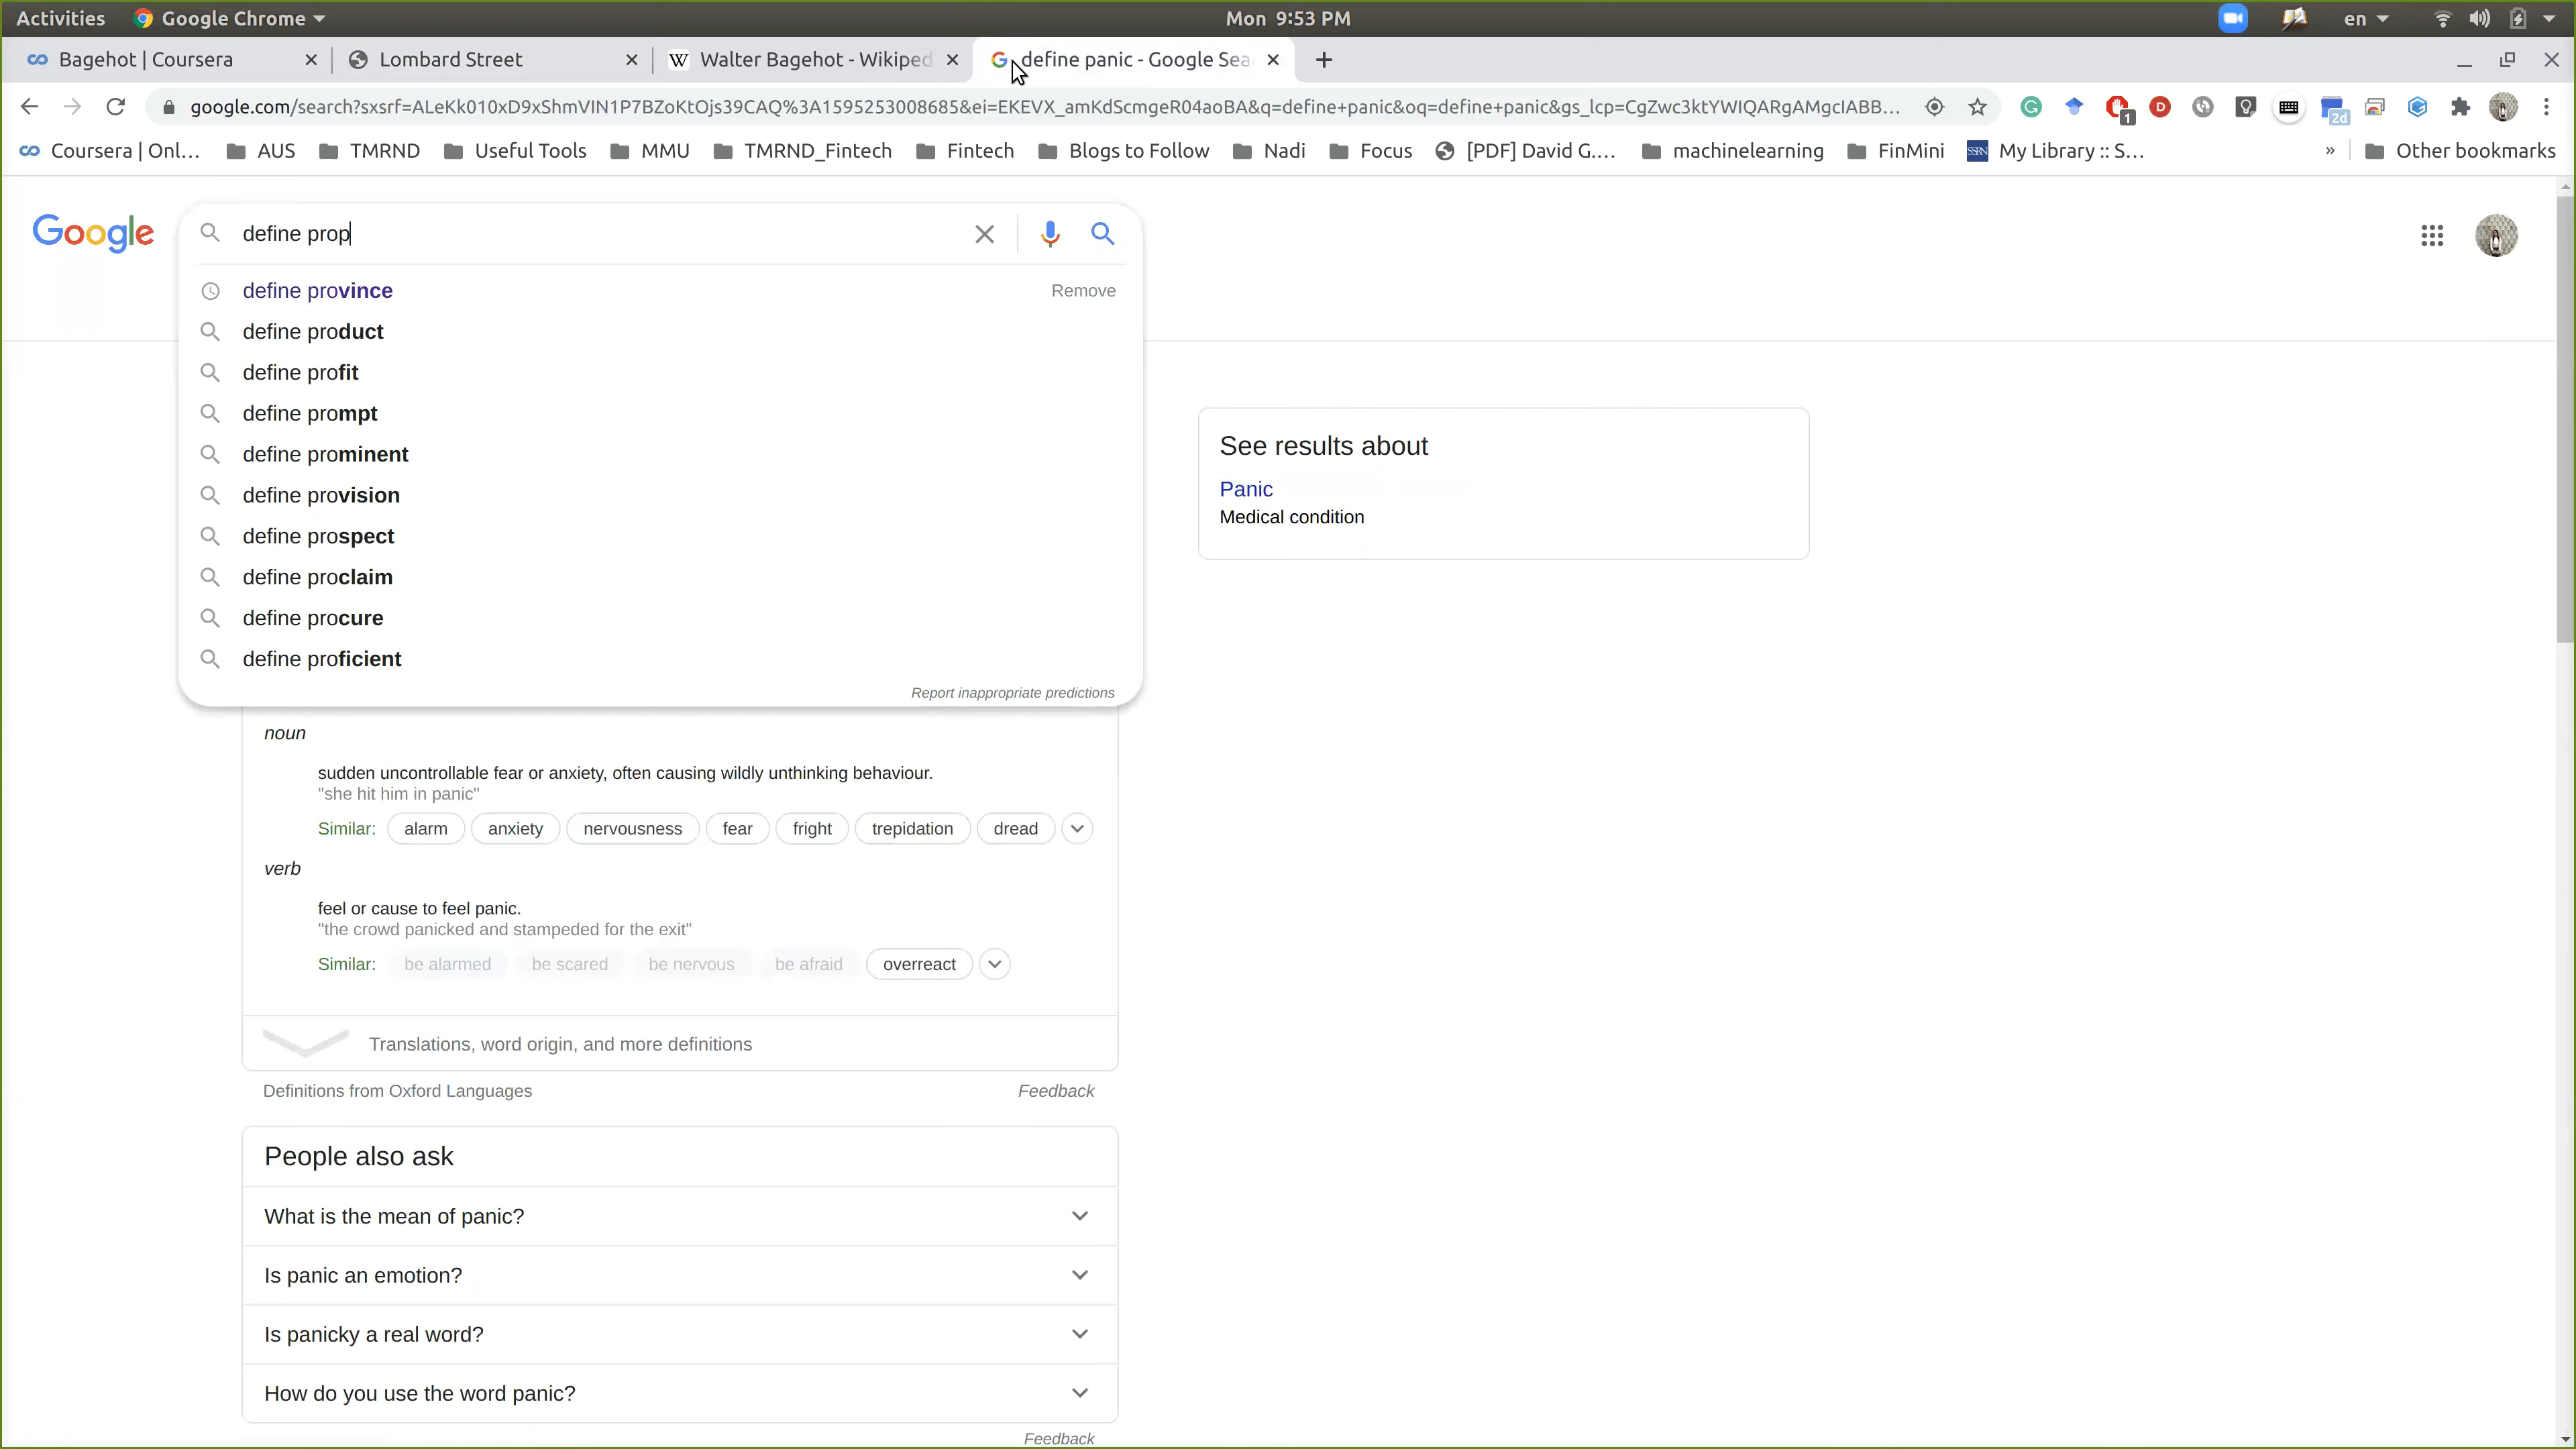 Activities Google Chrome Mon 9:53 PM en
Bagehot | Coursera Lombard Street Walter Bagehot - Wikiped define panic - Google Sea
google.com/search?sxsrf=ALeKk010xD9xShmVIN1P7BZoKtOjs39CAQ%3A1595253008685&ei=EKEVX_amKdScmgeR04aoBA&q=define+panic&oq=define+panic&gs_lcp=CgZwc3ktYWIQARgAMgcIABB... 1 D 2d
Coursera | Onl... AUS TMRND Useful Tools MMU TMRND_Fintech Fintech Blogs to Follow Nadi Focus [PDF] David G.... machinelearning FinMini SSRN My Library :: S... » Other bookmarks
Google define prop
define province Remove
define product
define profit
define prompt
define prominent
define provision
define prospect
define proclaim
define procure
define proficient
Report inappropriate predictions
See results about
Panic
Medical condition
noun
sudden uncontrollable fear or anxiety, often causing wildly unthinking behaviour.
"she hit him in panic"
Similar: alarm anxiety nervousness fear fright trepidation dread
verb
feel or cause to feel panic.
"the crowd panicked and stampeded for the exit"
Similar: be alarmed be scared be nervous be afraid overreact
Translations, word origin, and more definitions
Definitions from Oxford Languages Feedback
People also ask
What is the mean of panic?
Is panic an emotion?
Is panicky a real word?
How do you use the word panic?
Feedback